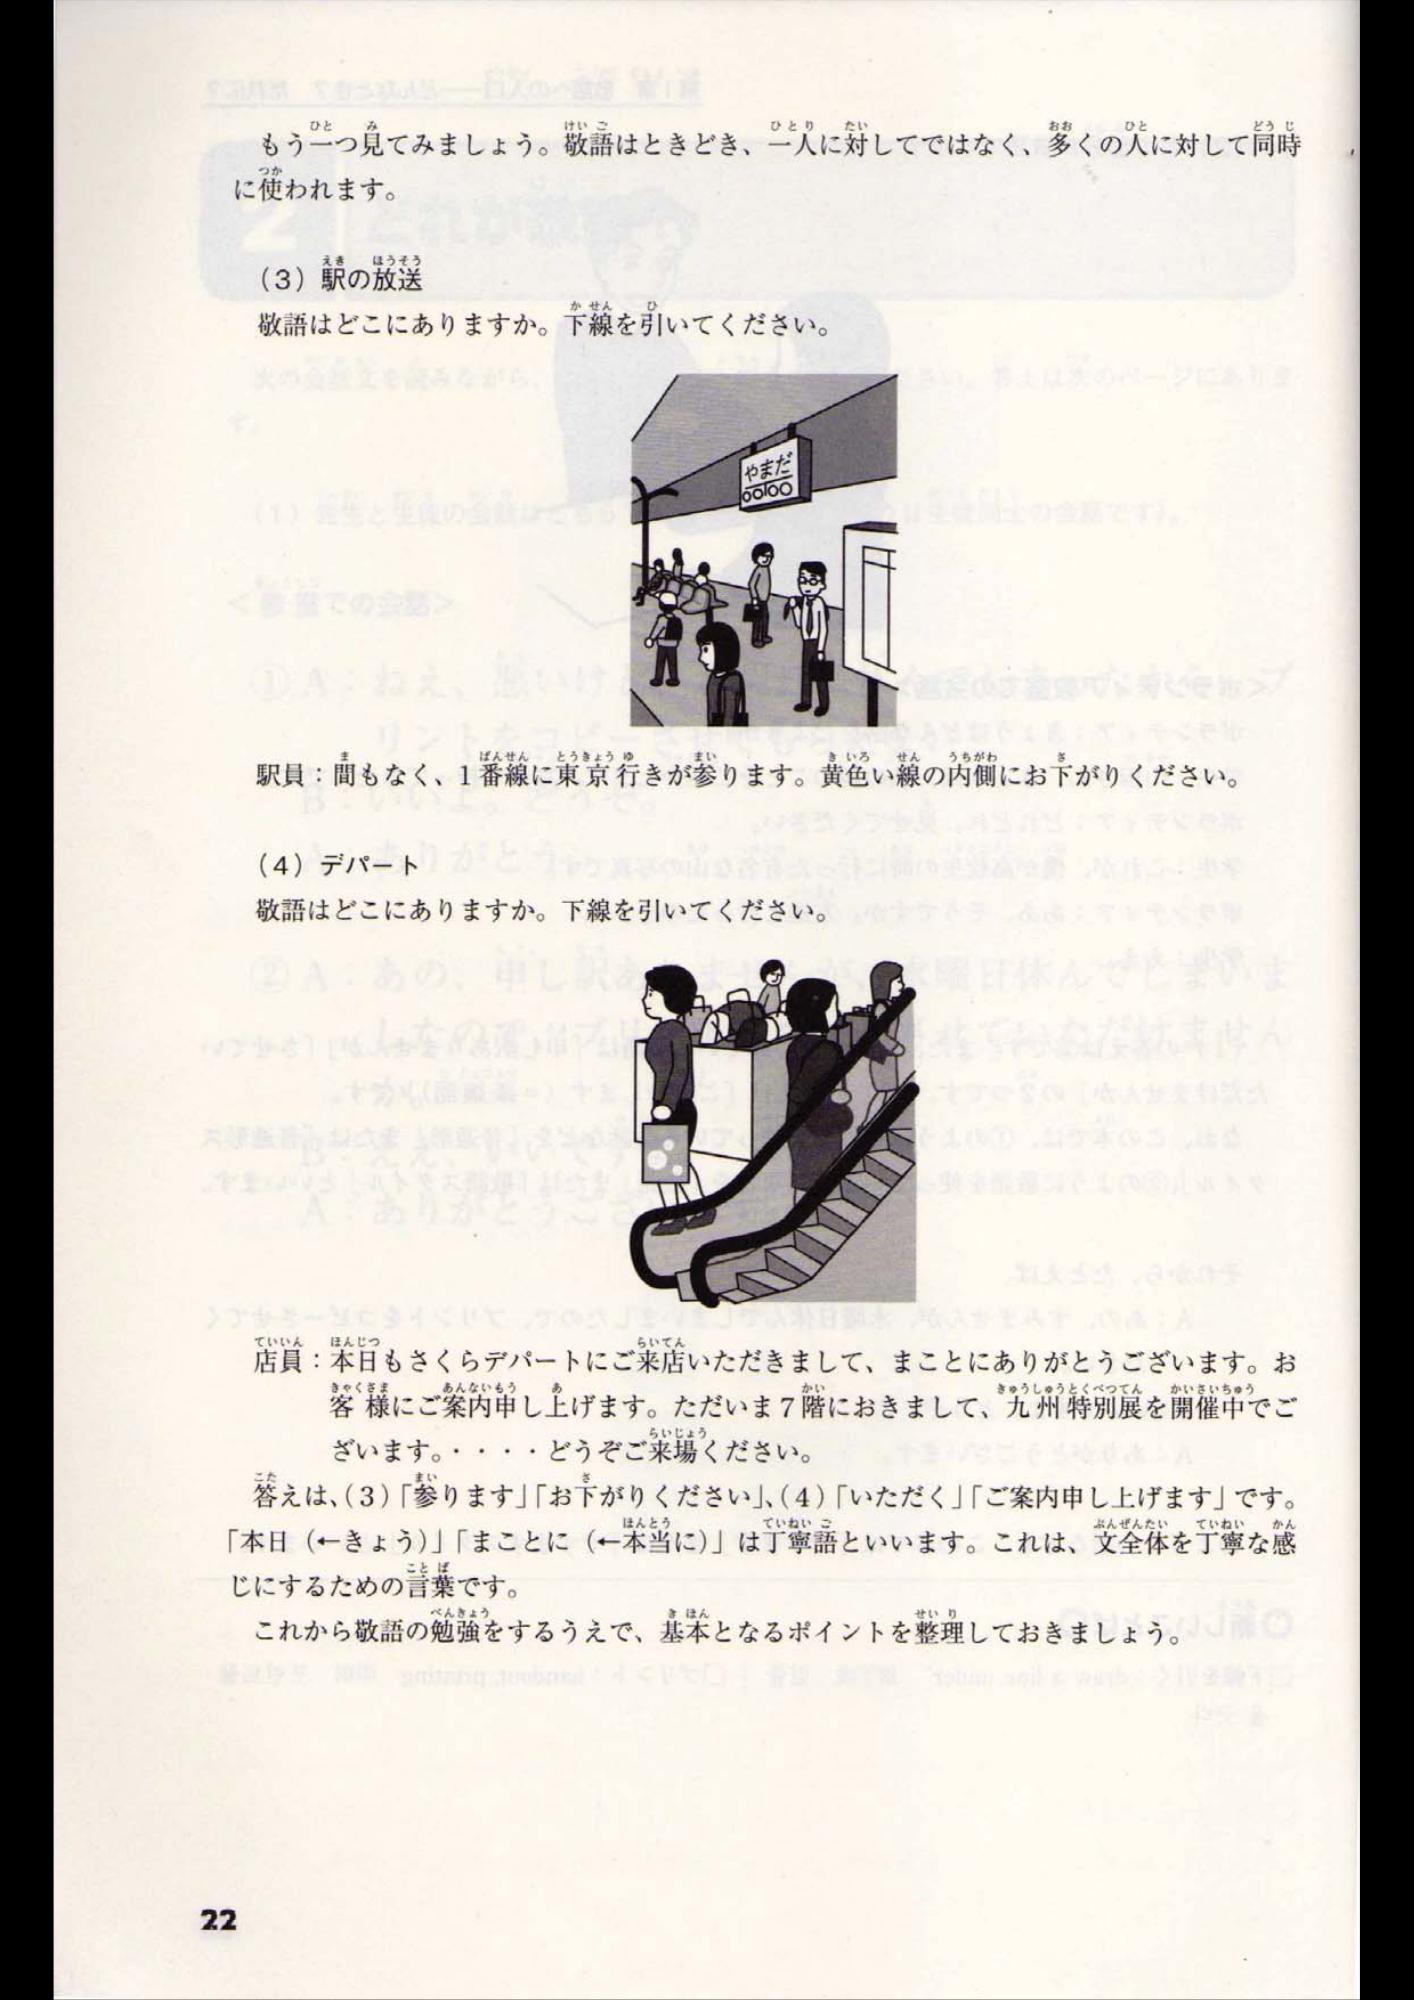 もう一つ見てみましょう。敬語はときどき、一人に対してではなく、多くの人に対して同時
に使われます。
(3)駅の放送
敬語はどこにありますか。下線を引いてください。
やまだ
駅員：間もなく、1番線に東京行きが参ります。黄色い線の内側にお下がりください。
(4)デパート
敬語はどこにありますか。下線を引いてください。
店員：本日もさくらデパートにご来店いただきまして、まことにありがとうございます。お
客様にご案内申し上げます。ただいま7階におきまして、九州特別展を開催中でご
ざいます。・・・・どうぞご来場ください。
答えは、(3)「参ります」「お下がりください」、(4)「いただく」「ご案内申し上げます」です。
「本日（←きょう）」「まことに（←本当に）」は丁寧語といいます。これは、文全体を丁寧な感
じにするための言葉です。
これから敬語の勉強をするうえで、基本となるポイントを整理しておきましょう。
22